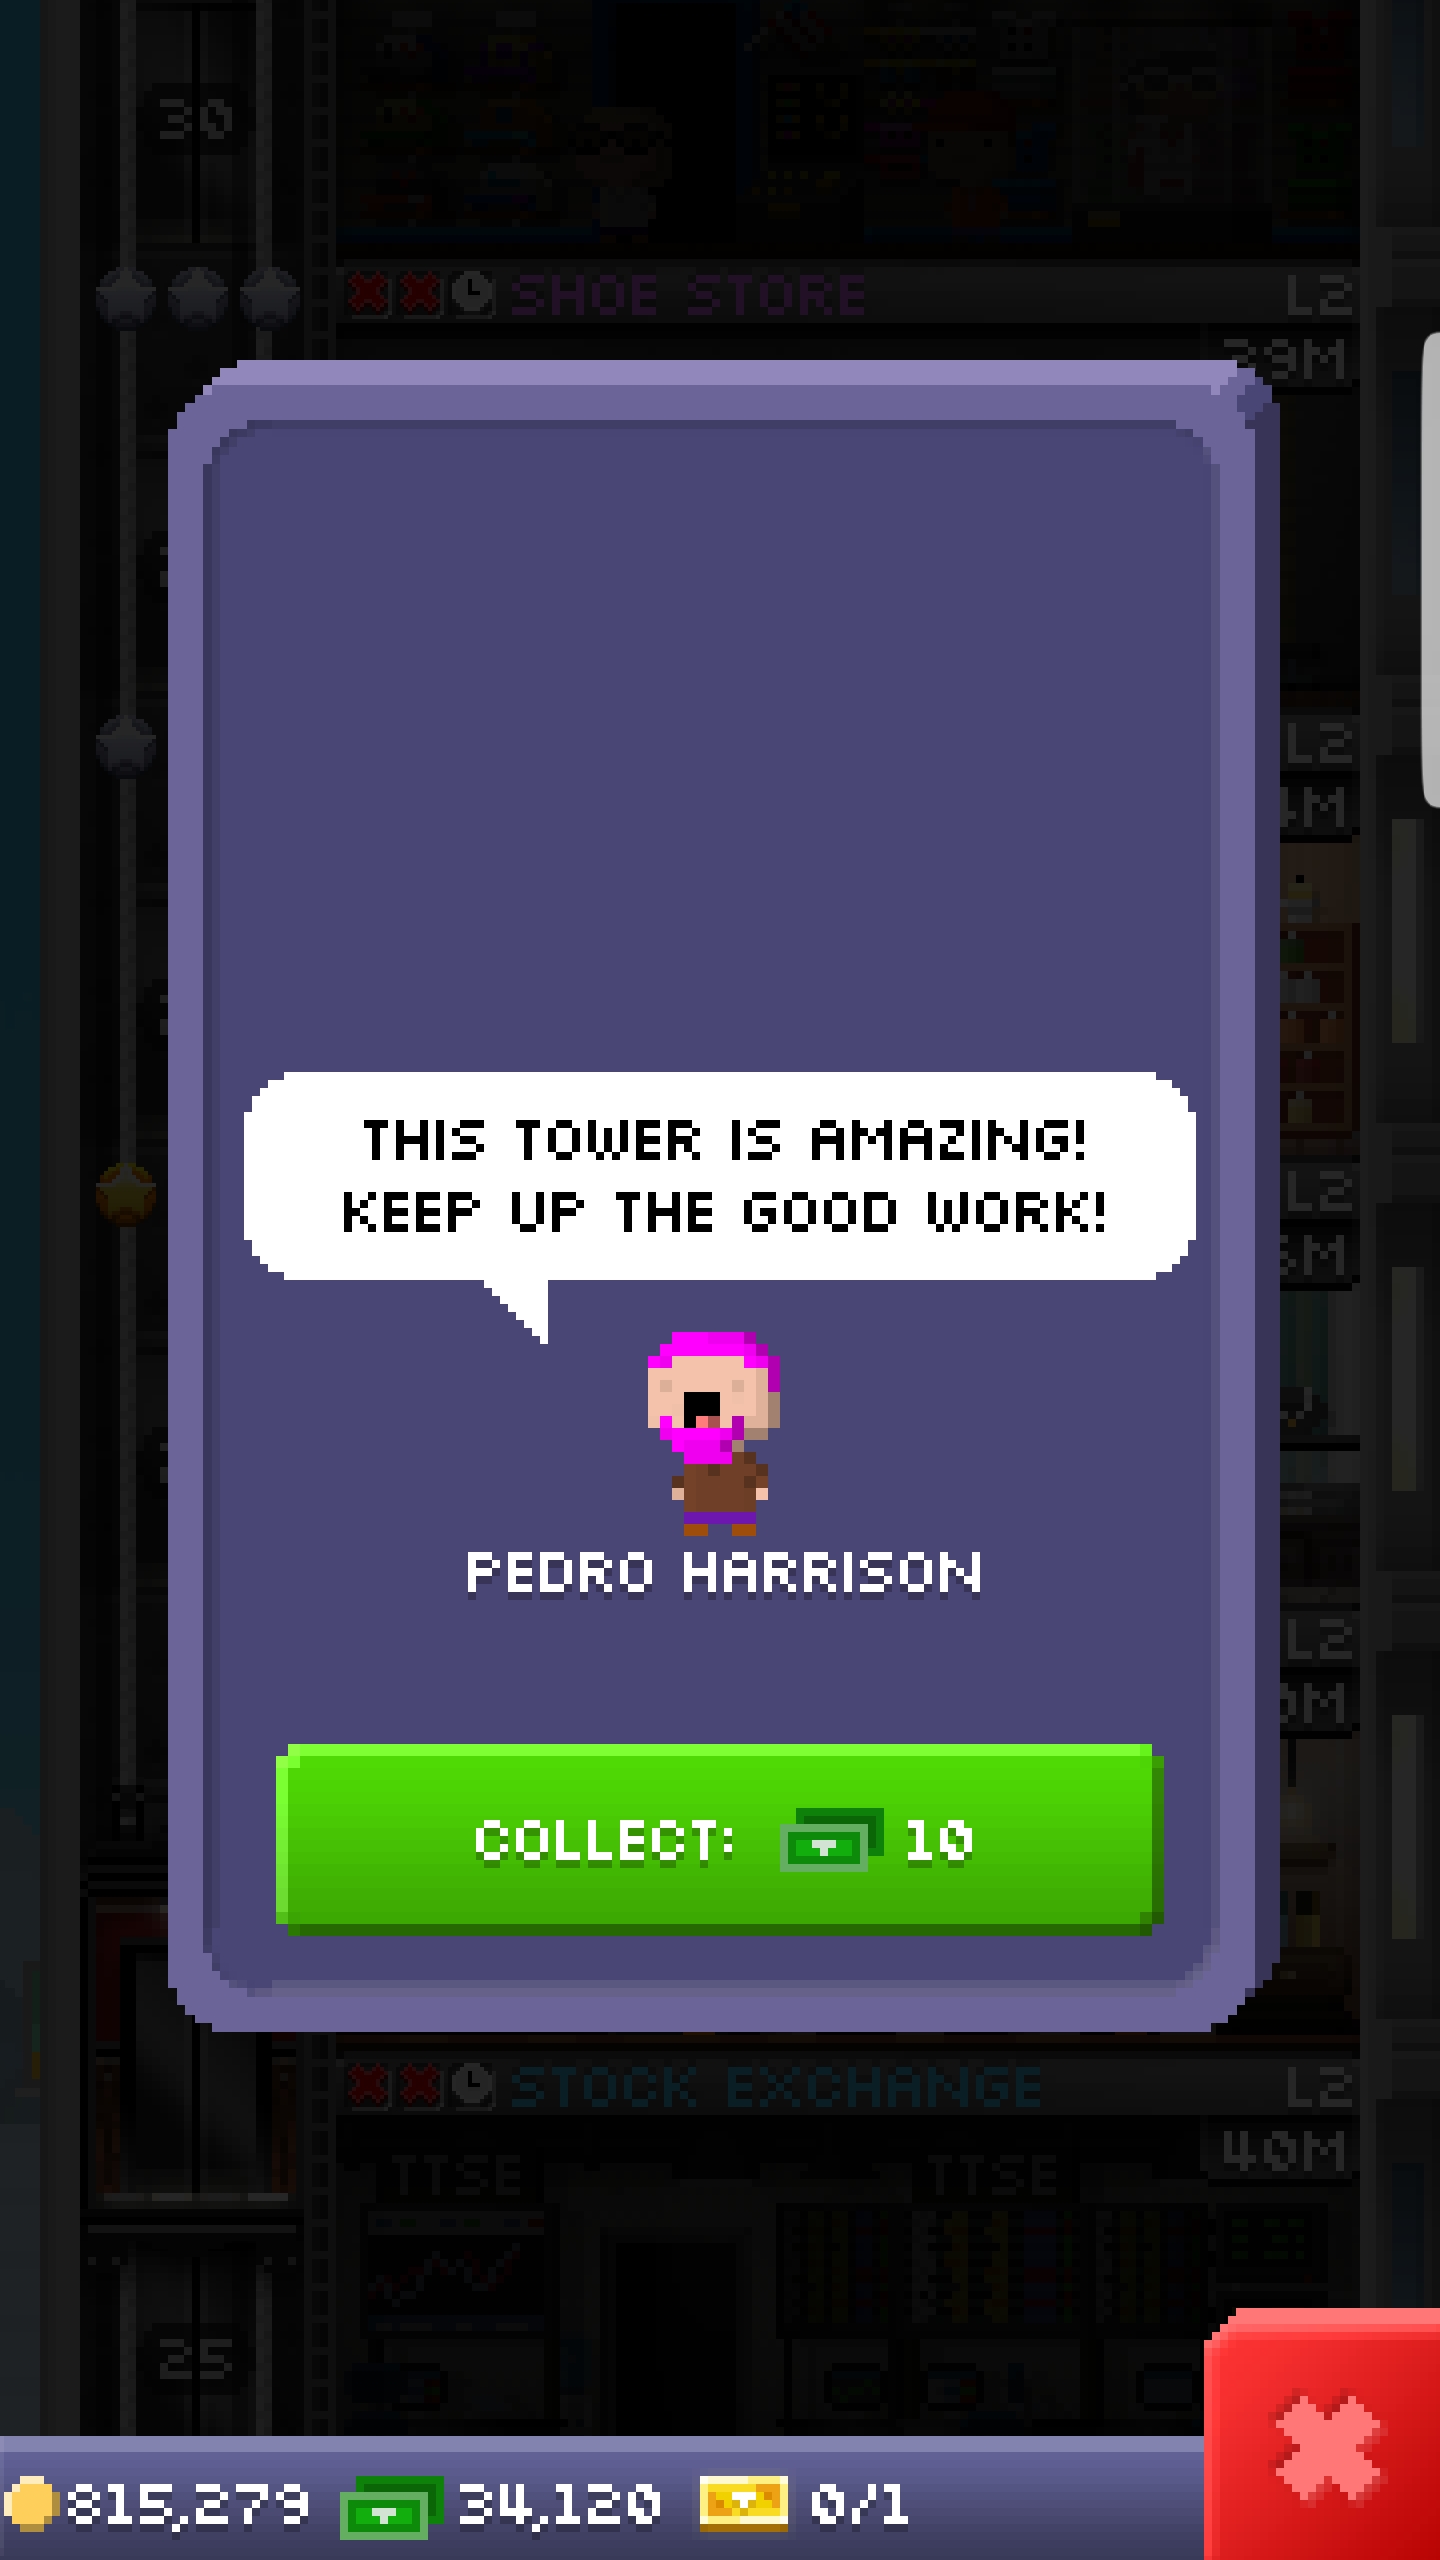 30
SHOE STORE
L2
39M
L2
L2
THIS TOWER IS AMAZING!
KEEP UP THE GOOD WORK!
PEDRO HARRISON
L2
COLLECT: 10
STOCK EXCHANGE
L2
40M
TTSE
TTSE
25
815,279
34,120
0/1